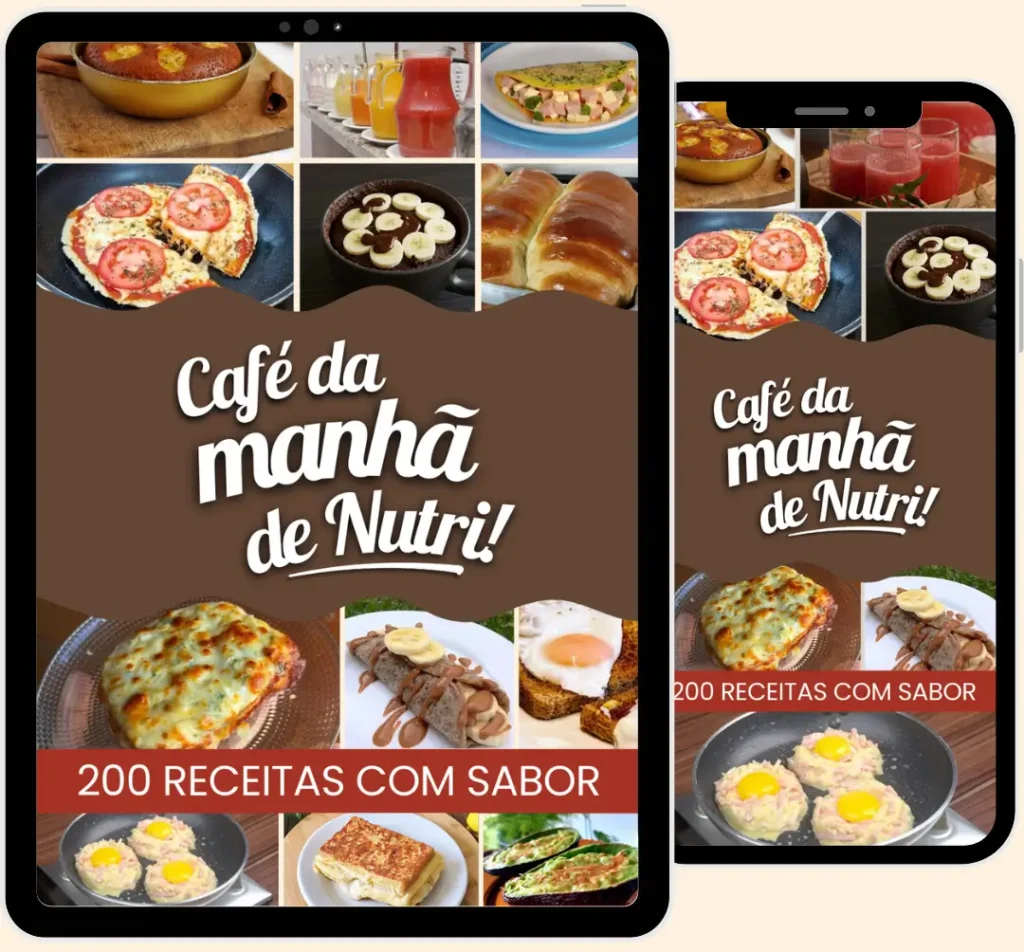 Café da
manhã
de Nutri!
200 RECEITAS COM SABOR
Café da
manhã
de Nutri!
200 RECEITAS COM SABOR